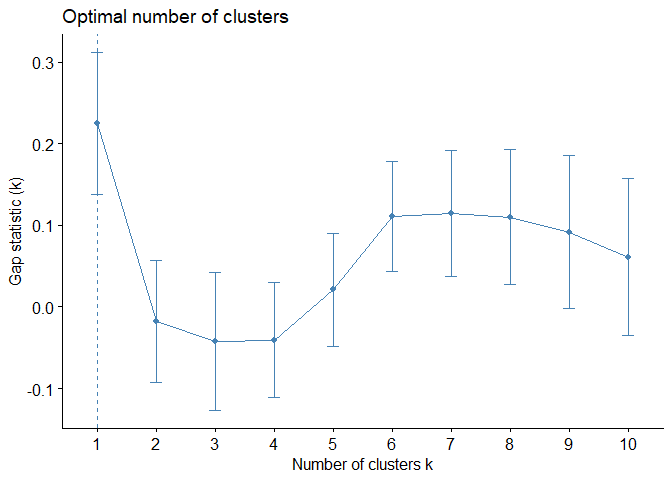 Optimal number of clusters
Gap statistic (k)
0.3
0.2
0.1
0.0
-0.1
1 2 3 4 5 6 7 8 9 10
Number of clusters k